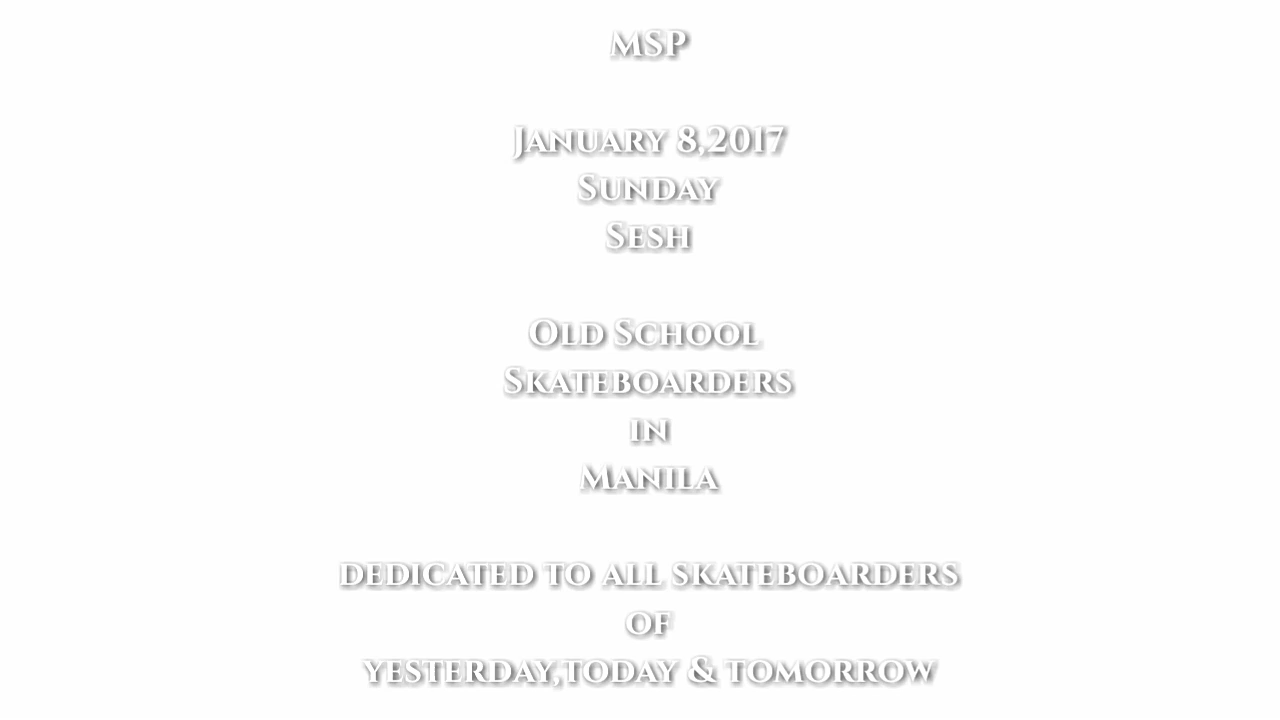 MSP
January 8,2017
Sunday
Sesh
Old School
Skateboarders
in
Manila
dedicated to all skateboarders
of
yesterday,today & tomorrow